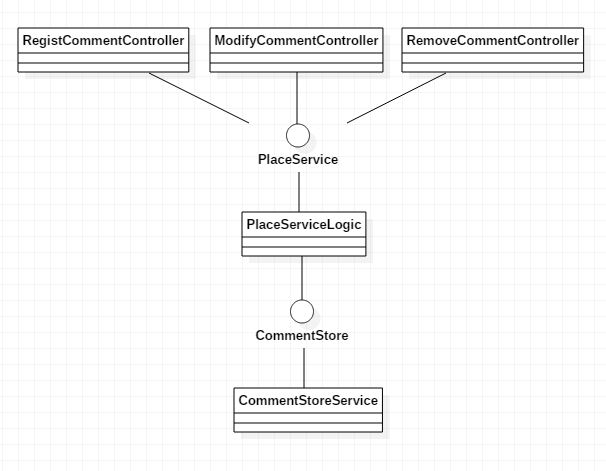 RegistCommentController
ModifyCommentController
RemoveCommentController
PlaceService
PlaceServiceLogic
CommentStore
CommentStoreService